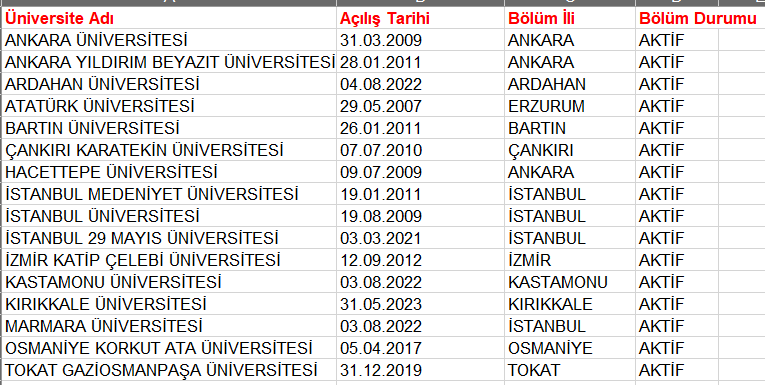 Üniversite Adı Açılış Tarihi Bölüm İli Bölüm Durumu
ANKARA ÜNİVERSİTESİ 31.03.2009 ANKARA AKTİF
ANKARA YILDIRIM BEYAZIT ÜNİVERSİTESİ 28.01.2011 ANKARA AKTİF
ARDAHAN ÜNİVERSİTESİ 04.08.2022 ARDAHAN AKTİF
ATATÜRK ÜNİVERSİTESİ 29.05.2007 ERZURUM AKTİF
BARTIN ÜNİVERSİTESİ 26.01.2011 BARTIN AKTİF
ÇANKIRI KARATEKİN ÜNİVERSİTESİ 07.07.2010 ÇANKIRI AKTİF
HACETTEPE ÜNİVERSİTESİ 09.07.2009 ANKARA AKTİF
İSTANBUL MEDENİYET ÜNİVERSİTESİ 19.01.2011 İSTANBUL AKTİF
İSTANBUL ÜNİVERSİTESİ 19.08.2009 İSTANBUL AKTİF
İSTANBUL 29 MAYIS ÜNİVERSİTESİ 03.03.2021 İSTANBUL AKTİF
İZMİR KATİP ÇELEBİ ÜNİVERSİTESİ 12.09.2012 İZMİR AKTİF
KASTAMONU ÜNİVERSİTESİ 03.08.2022 KASTAMONU AKTİF
KIRIKKALE ÜNİVERSİTESİ 31.05.2023 KIRIKKALE AKTİF
MARMARA ÜNİVERSİTESİ 03.08.2022 İSTANBUL AKTİF
OSMANİYE KORKUT ATA ÜNİVERSİTESİ 05.04.2017 OSMANİYE AKTİF
TOKAT GAZİOSMANPAŞA ÜNİVERSİTESİ 31.12.2019 TOKAT AKTİF